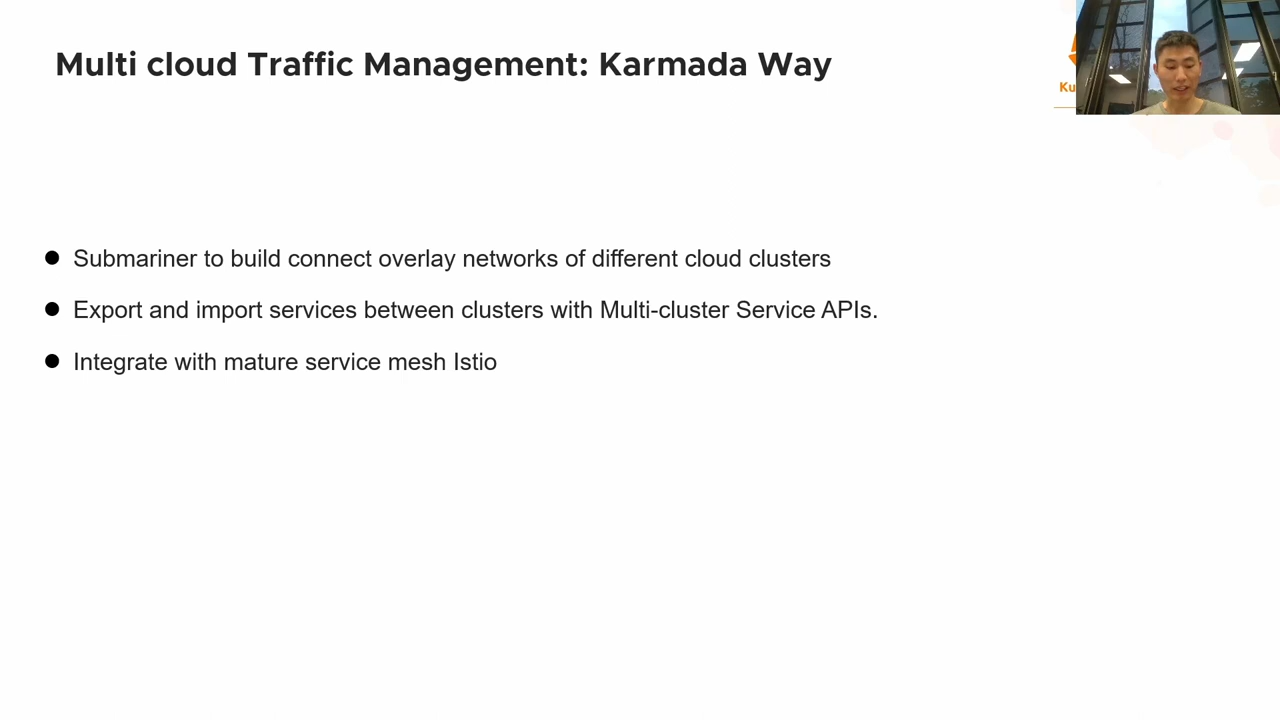 Multi cloud Traffic Management: Karmada Way
Submariner to build connect overlay networks of different cloud clusters
Export and import services between clusters with Multi-cluster Service APIs.
Integrate with mature service mesh Istio